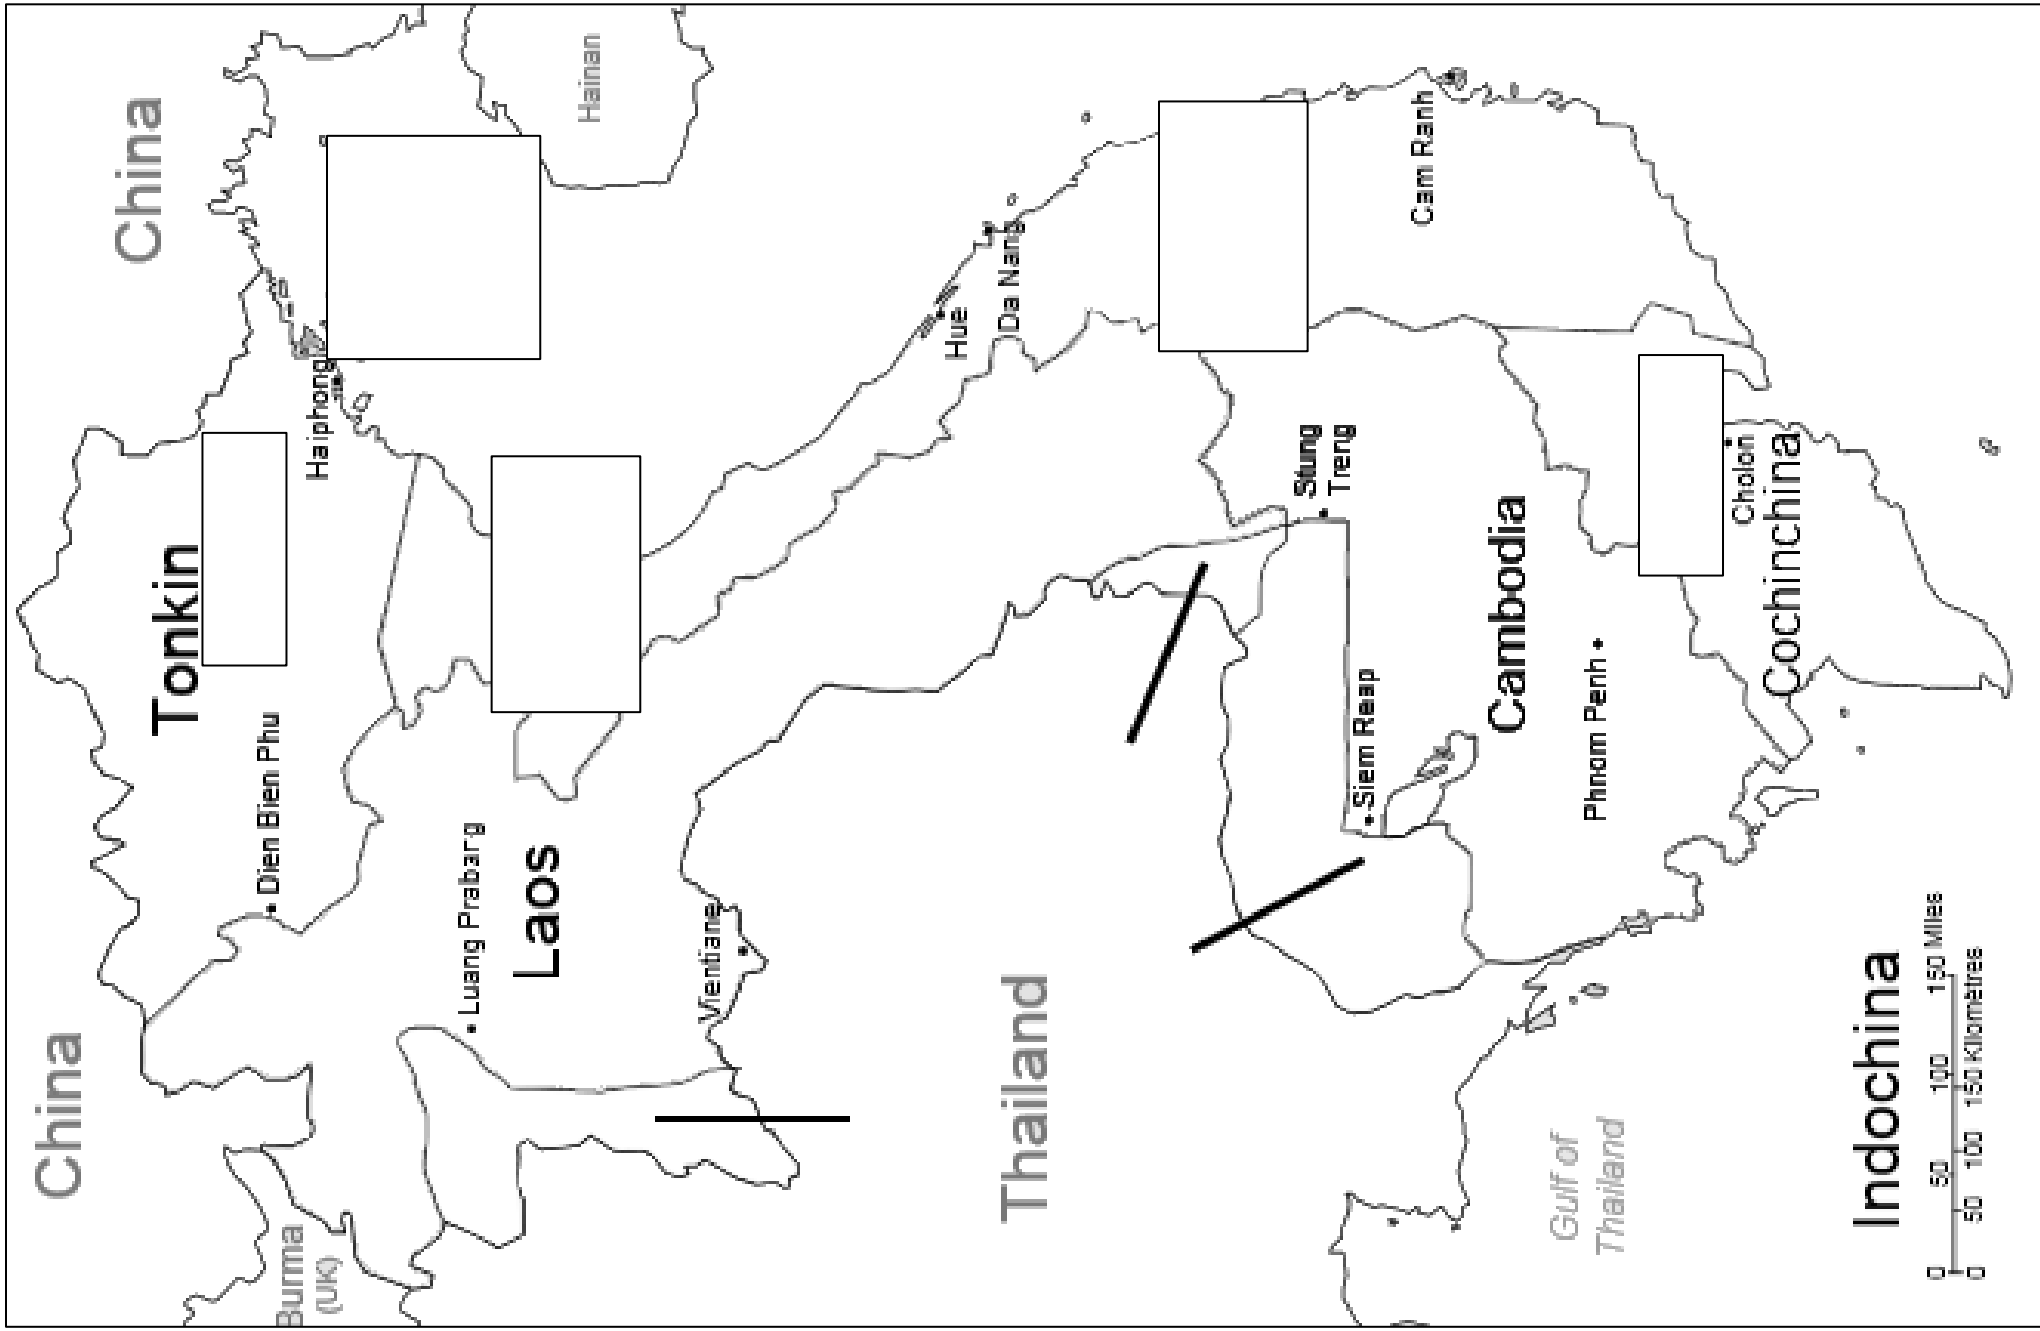 China
China
Burma
(UK)
Tonkin
Dien Bien Phu
Haiphong
Hainan
Luang Prabang
Laos
Vientiane
Hue
Da Nang
Thailand
Stung
Treng
Siem Reap
Cambodia
Cam Ranh
Phnom Penh
Cholon
Cochinchina
Gulf of
Thailand
Indochina
0 50 100 150 Miles
0 50 100 150 Kilomètres